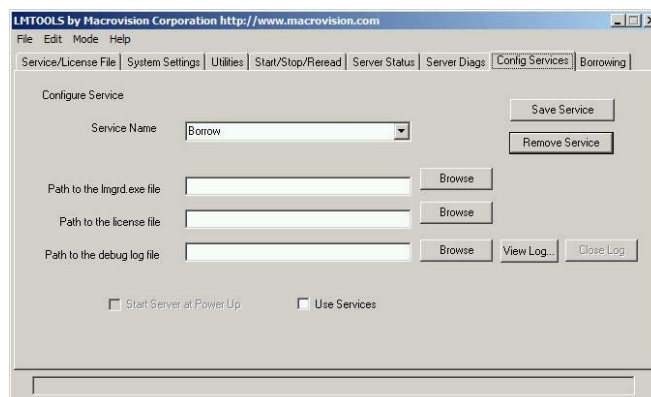 LMTOOLS by Macrovision Corporation http://www.macrovision.com
File Edit Mode Help
Service/License File System Settings Utilities Start/Stop/Reread Server Status Server Diags Config Services Borrowing
Configure Service
Save Service
Service Name Borrow
Remove Service
Path to the lmgrd.exe file Browse
Path to the license file Browse
Path to the debug log file Browse View Log... Close Log
Start Server at Power Up Use Services